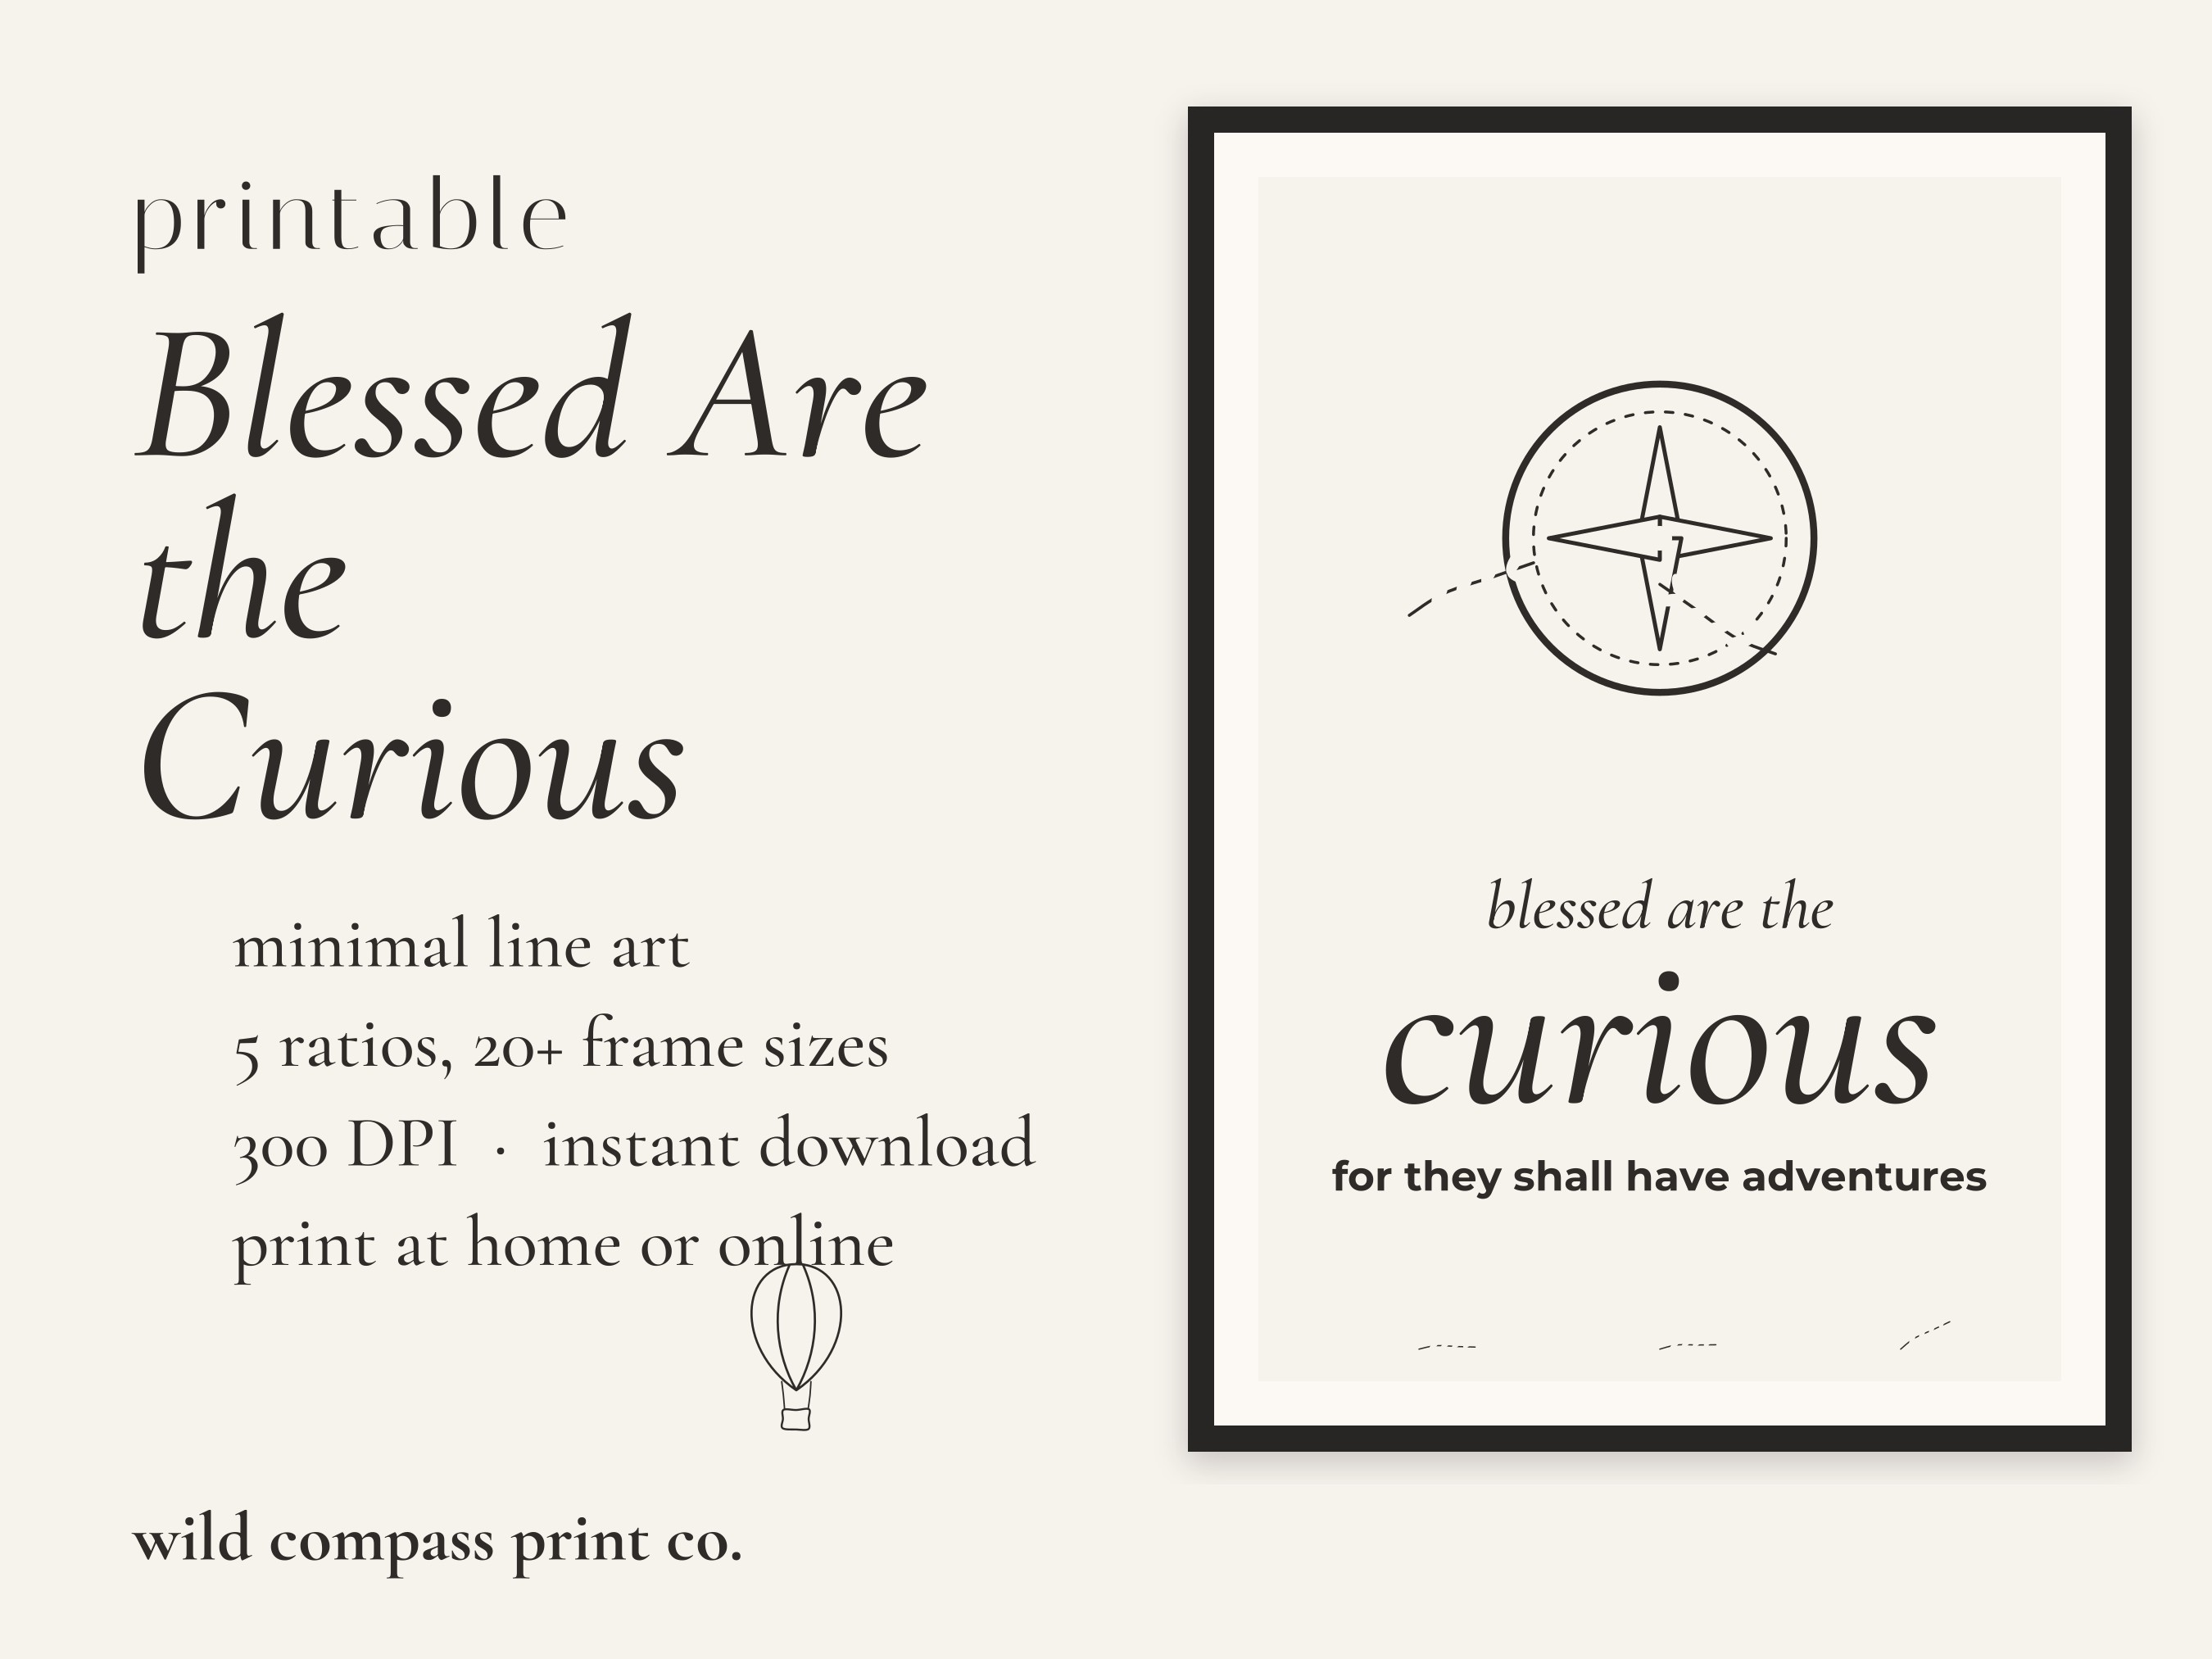 printable
Blessed Are
the
Curious
minimal line art
5 ratios, 20+ frame sizes
300 DPI · instant download
print at home or online
wild compass print co.
blessed are the
curious
for they shall have adventures